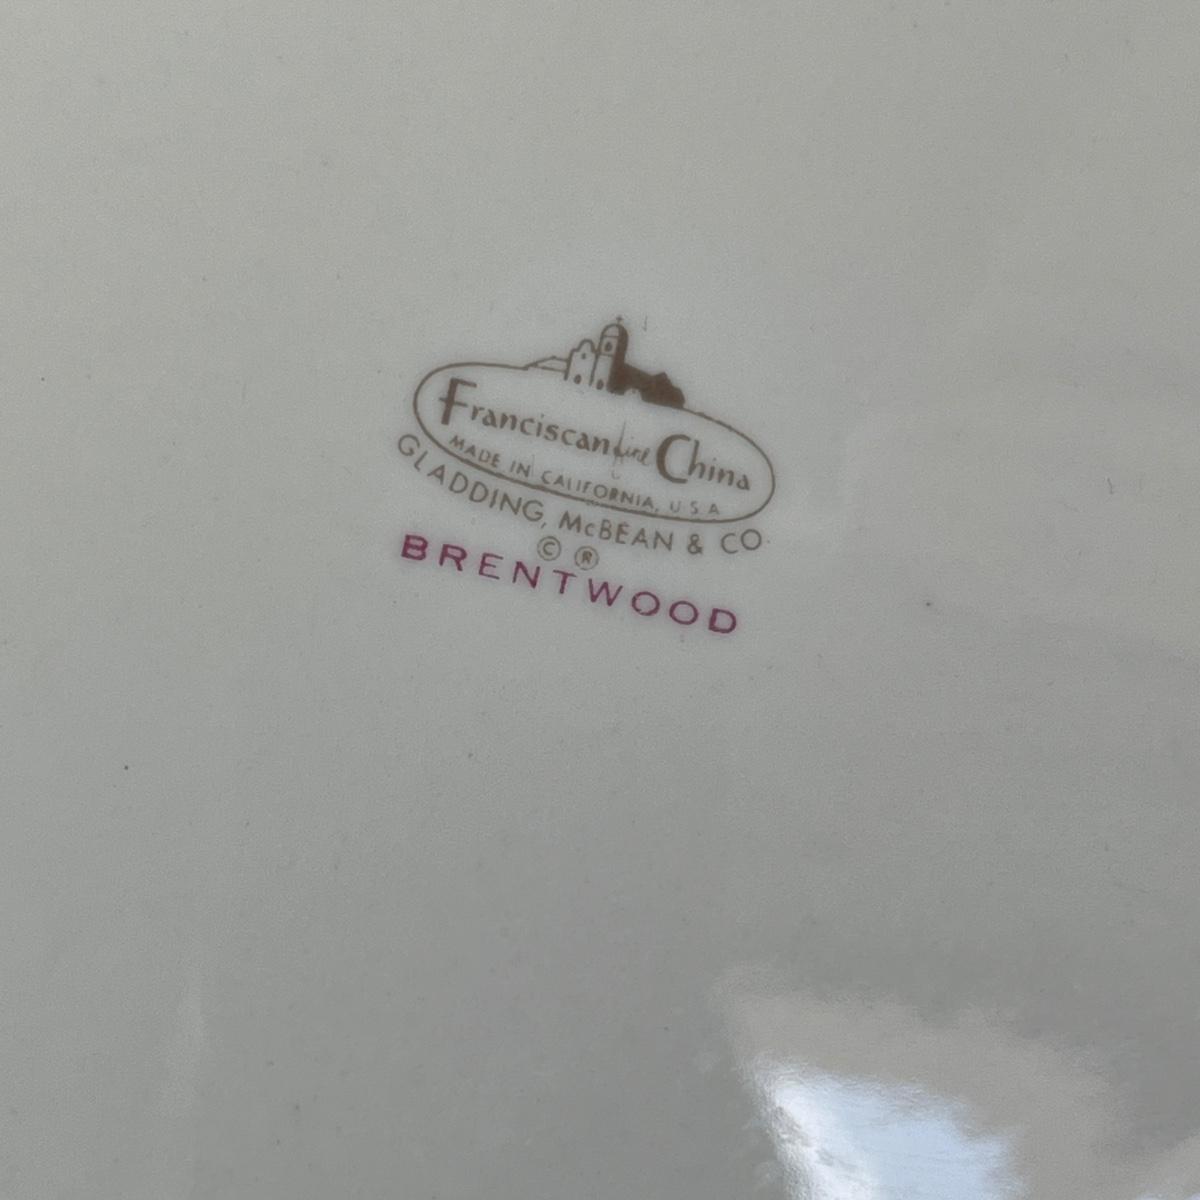 Franciscan fine China
MADE IN CALIFORNIA, U.S.A
GLADDING, McBEAN & CO.
© ®
BRENTWOOD